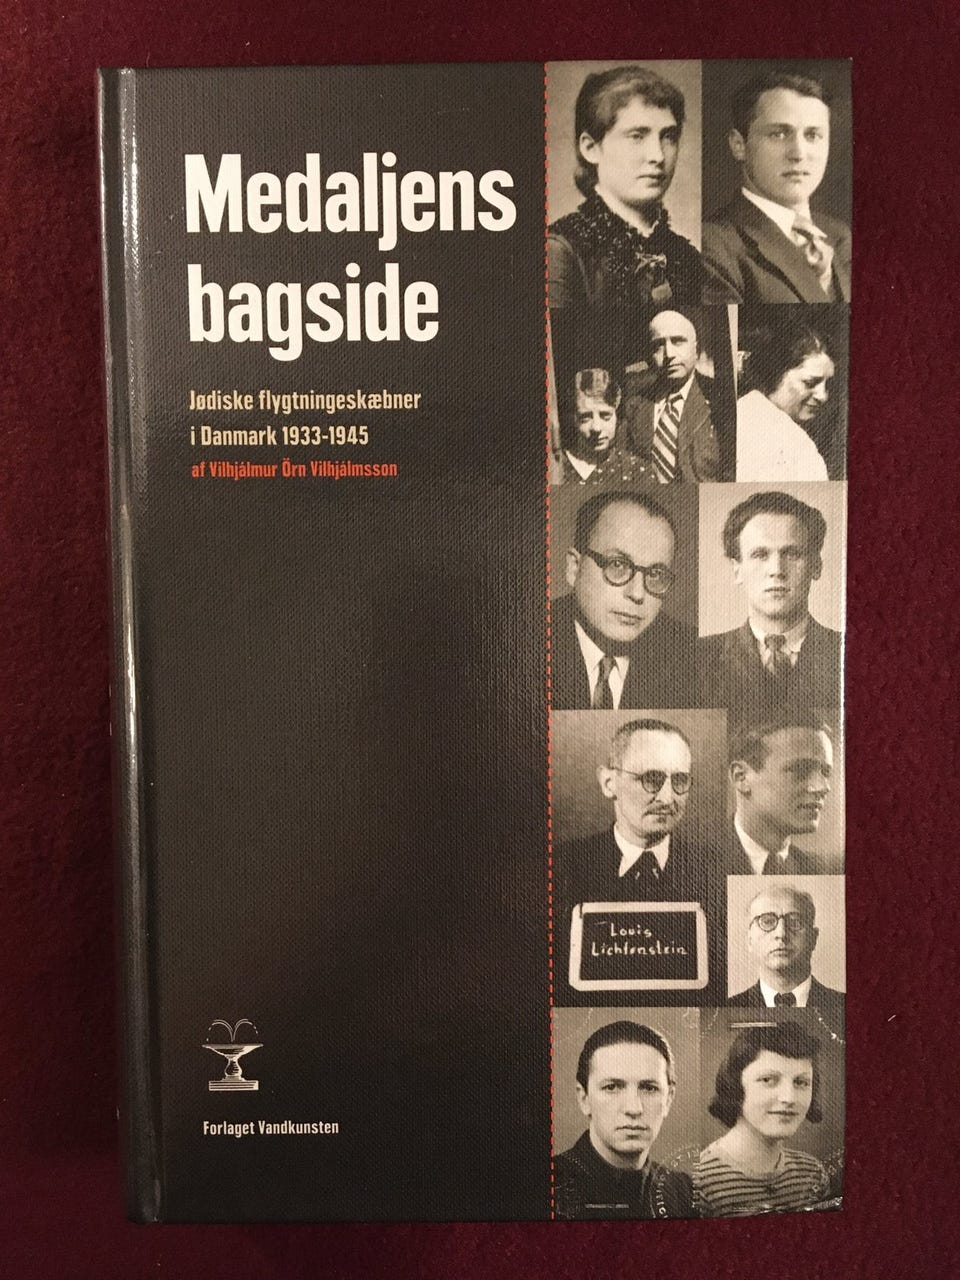 Medaljens
bagside
Jødiske flygtningeskæbner
i Danmark 1933-1945
af Vilhjálmur Örn Vilhjálmsson
Louis
Lichtenstein
Forlaget Vandkunsten